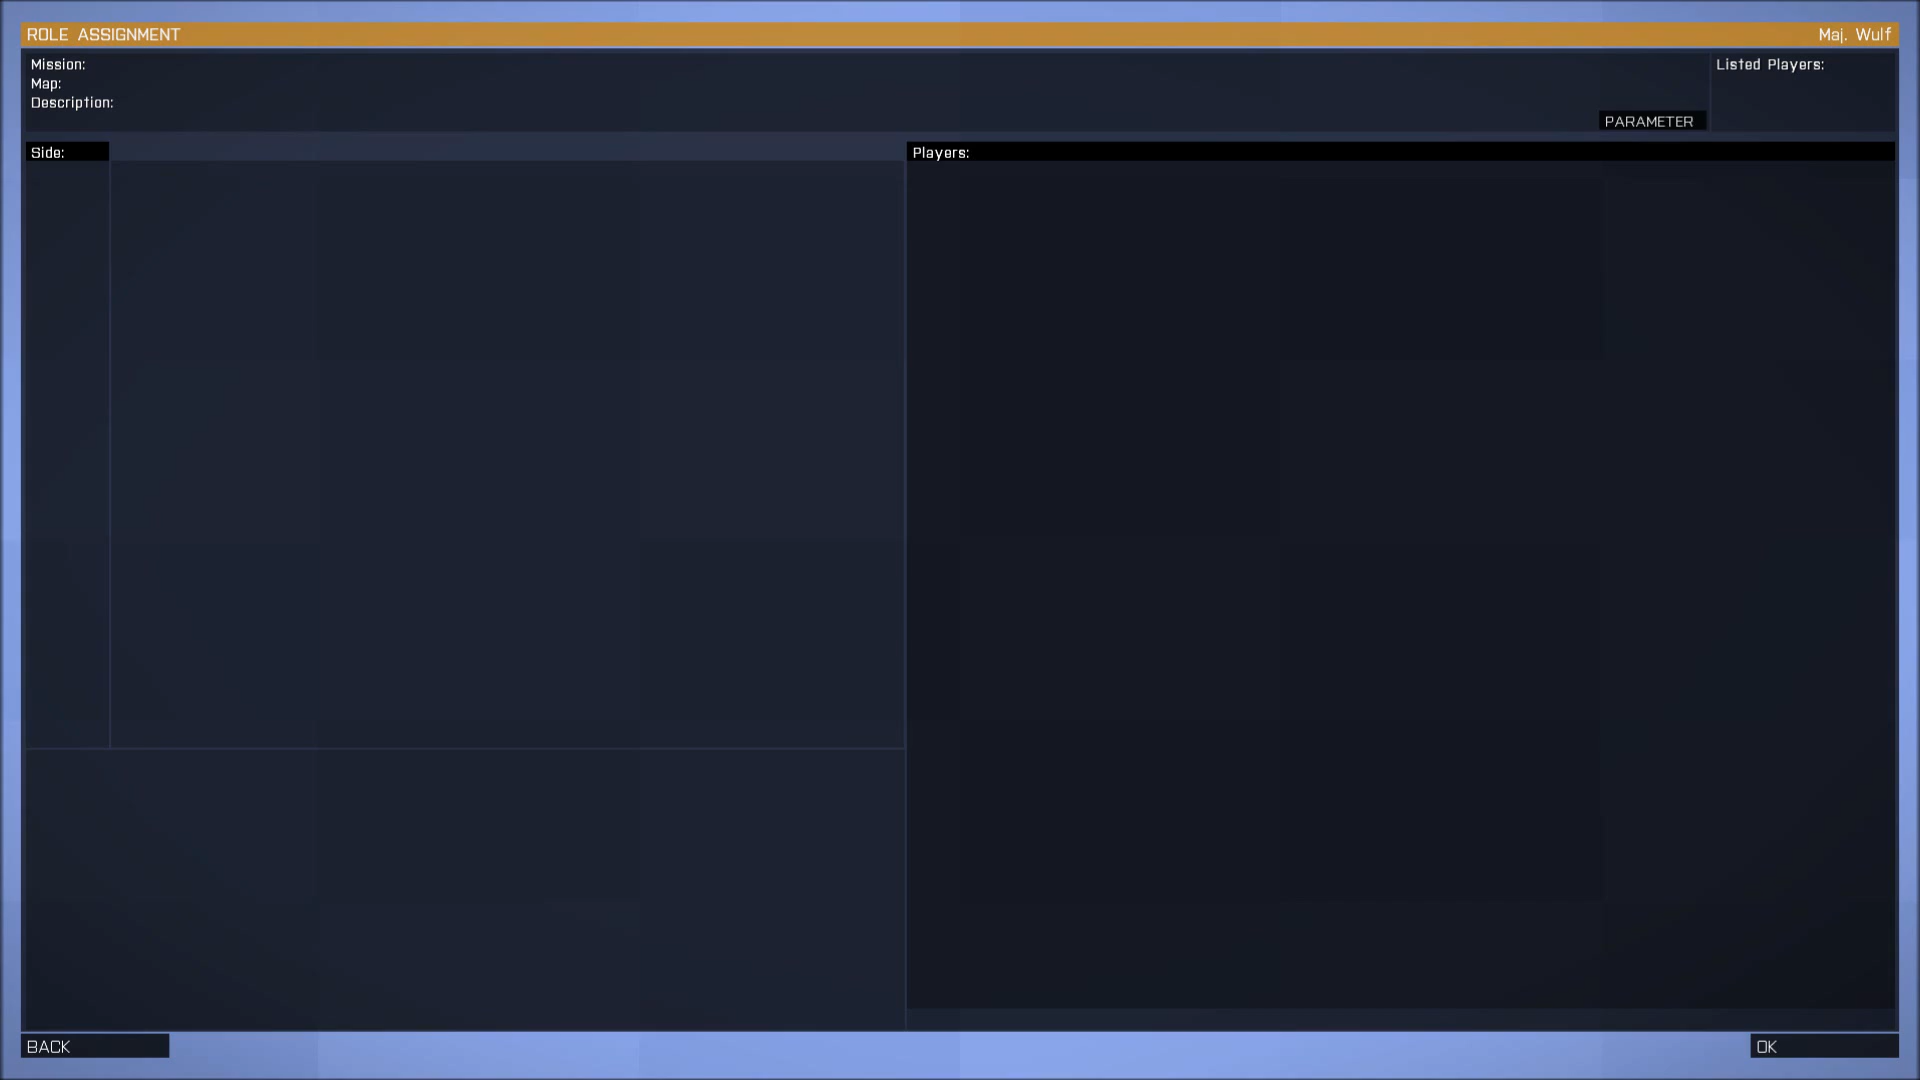 ROLE ASSIGNMENT
Maj. Wulf
Mission:
Map:
Description:
Listed Players:
PARAMETER
Side:
Players:
BACK
OK